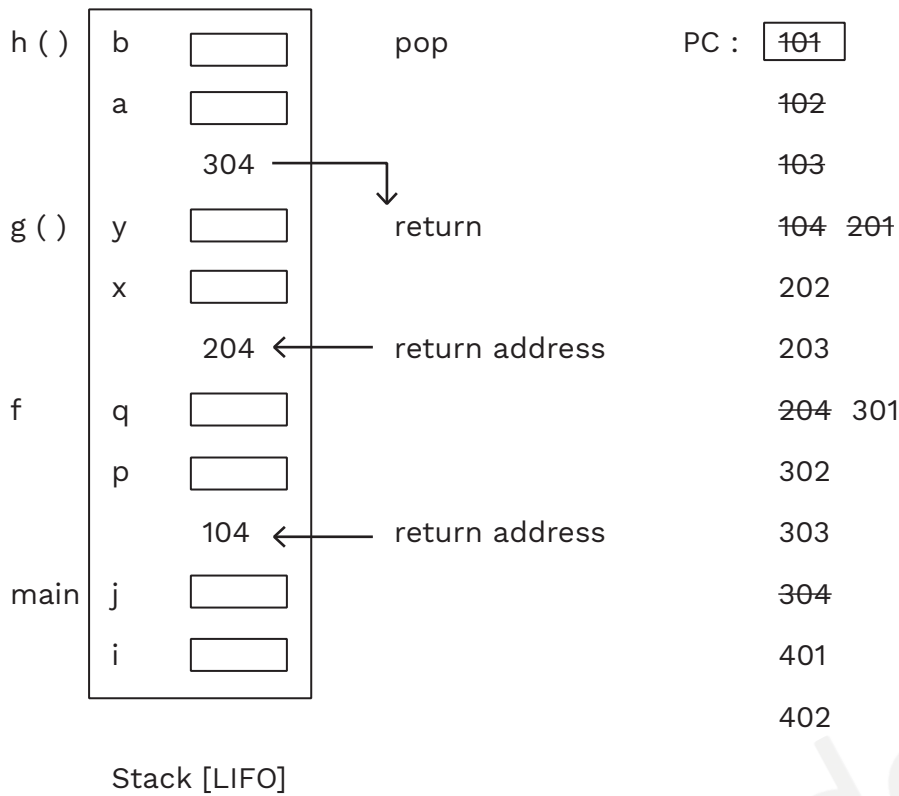 h ( ) b pop PC : 101
a 102
304 103
g ( ) y return 104 201
x 202
204 return address 203
f q 204 301
p 302
104 return address 303
main j 304
i 401
402
Stack [LIFO]